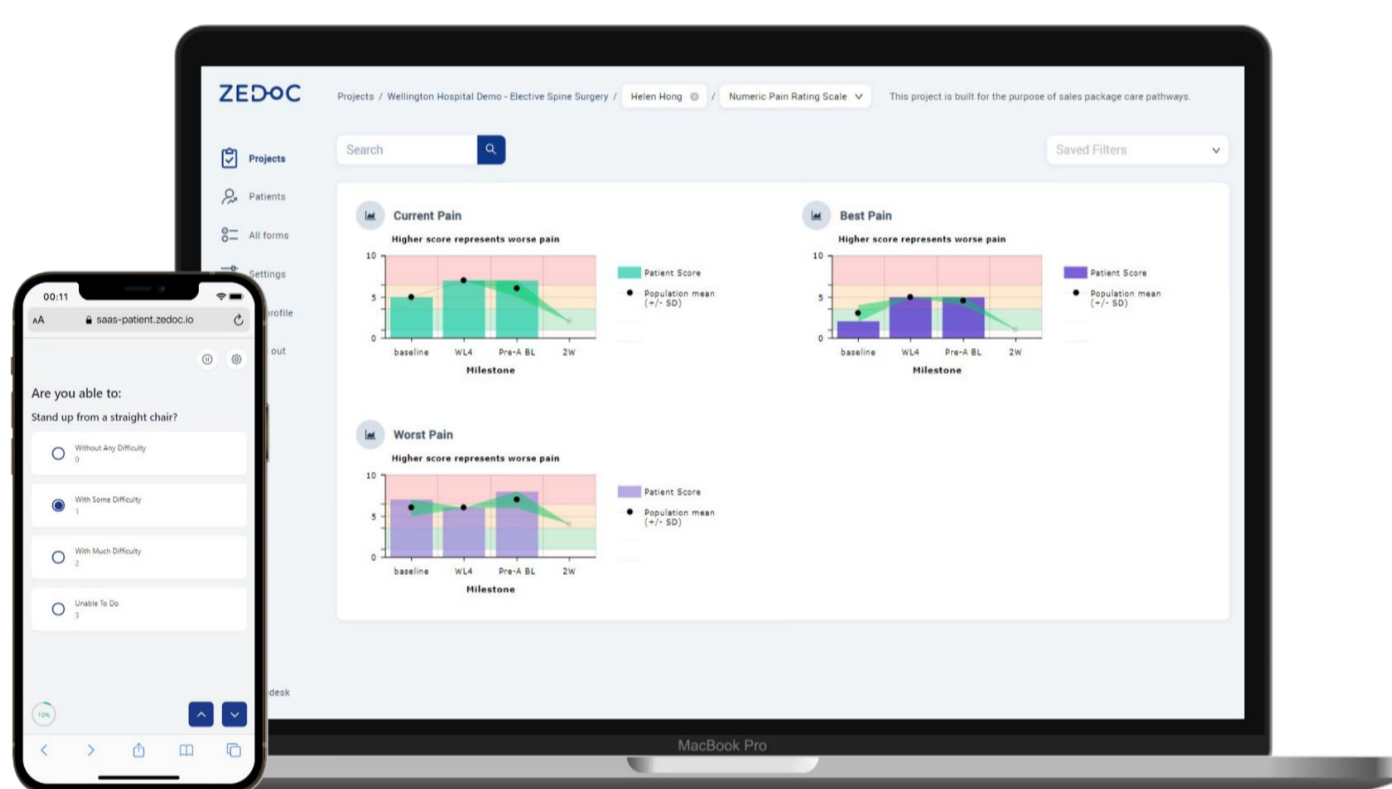 ZEDOC
Projects / Wellington Hospital Demo - Elective Spine Surgery / Helen Hong / Numeric Pain Rating Scale
This project is built for the purpose of sales package care pathways.
Projects
Patients
All forms
Settings
rofile
out
desk
Search
Saved Filters
Current Pain
Higher score represents worse pain
10
5
0
baseline WL4 Pre-A BL 2W
Milestone
Patient Score
Population mean
(+/- SD)
Best Pain
Higher score represents worse pain
10
5
0
baseline WL4 Pre-A BL 2W
Milestone
Patient Score
Population mean
(+/- SD)
Worst Pain
Higher score represents worse pain
10
5
0
baseline WL4 Pre-A BL 2W
Milestone
Patient Score
Population mean
(+/- SD)
MacBook Pro
00:11
AA saas-patient.zedoc.io
Are you able to:
Stand up from a straight chair?
Without Any Difficulty
0
With Some Difficulty
1
With Much Difficulty
2
Unable To Do
3